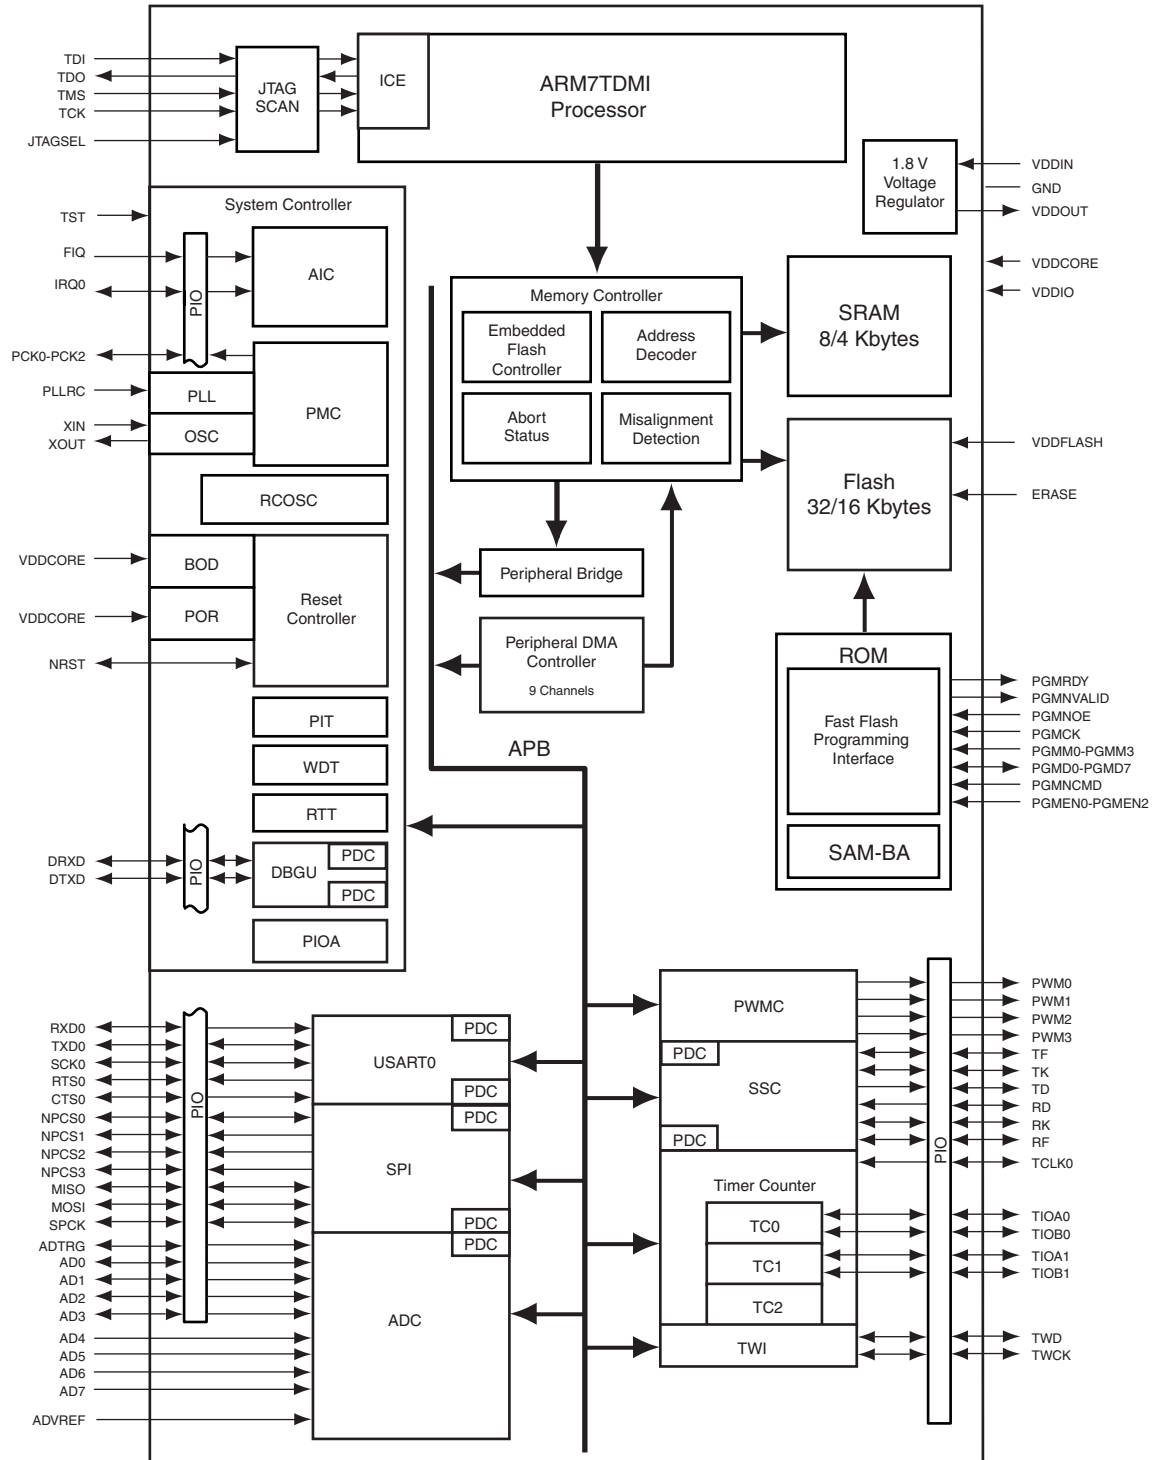 TDI
TDO
TMS
TCK
JTAGSEL
JTAG
SCAN
ICE
ARM7TDMI
Processor
1.8 V
Voltage
Regulator
VDDIN
GND
VDDOUT
VDDCORE
VDDIO
System Controller
TST
FIQ
IRQ0
PIO
AIC
PCK0-PCK2
PLLRC
PLL
XIN
XOUT
OSC
PMC
RCOSC
VDDCORE
BOD
VDDCORE
POR
Reset
Controller
NRST
PIT
WDT
RTT
DRXD
DTXD
PIO
DBGU
PDC
PDC
PIOA
Memory Controller
Embedded
Flash
Controller
Address
Decoder
Abort
Status
Misalignment
Detection
SRAM
8/4 Kbytes
Flash
32/16 Kbytes
VDDFLASH
ERASE
Peripheral Bridge
Peripheral DMA
Controller
9 Channels
APB
ROM
Fast Flash
Programming
Interface
SAM-BA
PGMRDY
PGMNVALID
PGMNOE
PGMCK
PGMM0-PGMM3
PGMD0-PGMD7
PGMNCMD
PGMEN0-PGMEN2
RXD0
TXD0
SCK0
RTS0
CTS0
NPCS0
NPCS1
NPCS2
NPCS3
MISO
MOSI
SPCK
ADTRG
AD0
AD1
AD2
AD3
AD4
AD5
AD6
AD7
ADVREF
PIO
PDC
USART0
PDC
PDC
SPI
PDC
PDC
ADC
PWMC
PDC
SSC
PDC
Timer Counter
TC0
TC1
TC2
TWI
PIO
PWM0
PWM1
PWM2
PWM3
TF
TK
TD
RD
RK
RF
TCLK0
TIOA0
TIOB0
TIOA1
TIOB1
TWD
TWCK